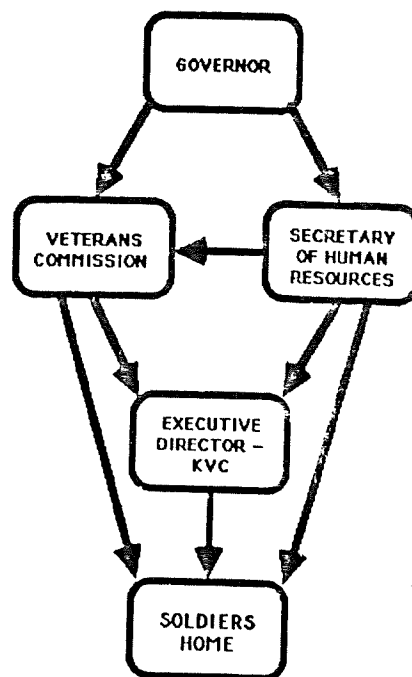 GOVERNOR
VETERANS
COMMISSION
SECRETARY
OF HUMAN
RESOURCES
EXECUTIVE
DIRECTOR –
KVC
SOLDIERS
HOME